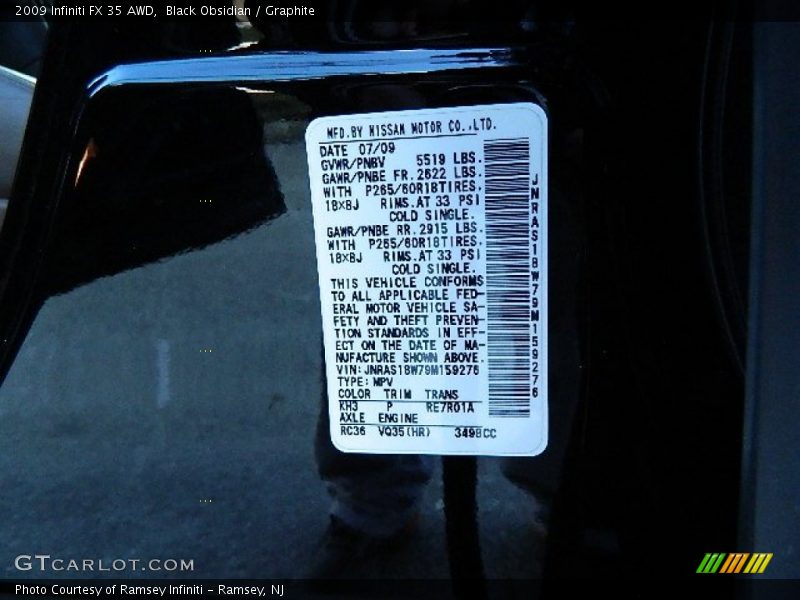 2009 Infiniti FX 35 AWD,  Black Obsidian / Graphite
MFD.BY NISSAN MOTOR CO.,LTD.
DATE 07/09
GVWR/PNBV 5519 LBS.
GAWR/PNBE FR.2622 LBS.
WITH P265/60R18TIRES.
18X8J RIMS.AT 33 PSI
COLD SINGLE.
GAWR/PNBE RR.2915 LBS.
WITH P265/60R18TIRES.
18X8J RIMS.AT 33 PSI
COLD SINGLE.
THIS VEHICLE CONFORMS
TO ALL APPLICABLE FED-
ERAL MOTOR VEHICLE SA-
FETY AND THEFT PREVEN-
TION STANDARDS IN EFF-
ECT ON THE DATE OF MA-
NUFACTURE SHOWN ABOVE.
VIN:JNRAS18W79M159276
TYPE:MPV
COLOR TRIM TRANS
KH3 P RE7R01A
AXLE ENGINE
RC36 VQ35(HR) 3498CC
JNRAS18W79M159276
GTCARLOT.COM
Photo Courtesy of Ramsey Infiniti - Ramsey, NJ